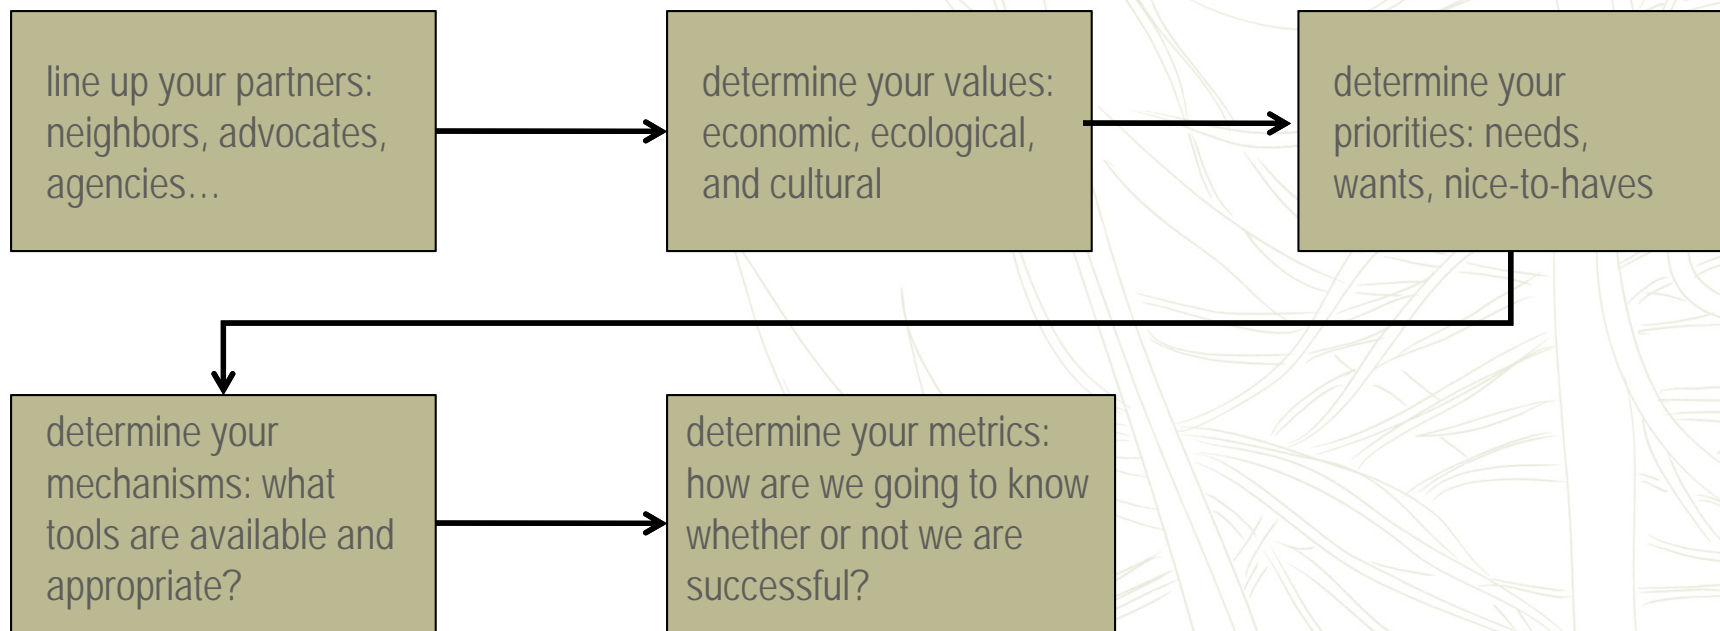 line up your partners:
neighbors, advocates,
agencies…
determine your values:
economic, ecological,
and cultural
determine your
priorities: needs,
wants, nice-to-haves
determine your
mechanisms: what
tools are available and
appropriate?
determine your metrics:
how are we going to know
whether or not we are
successful?